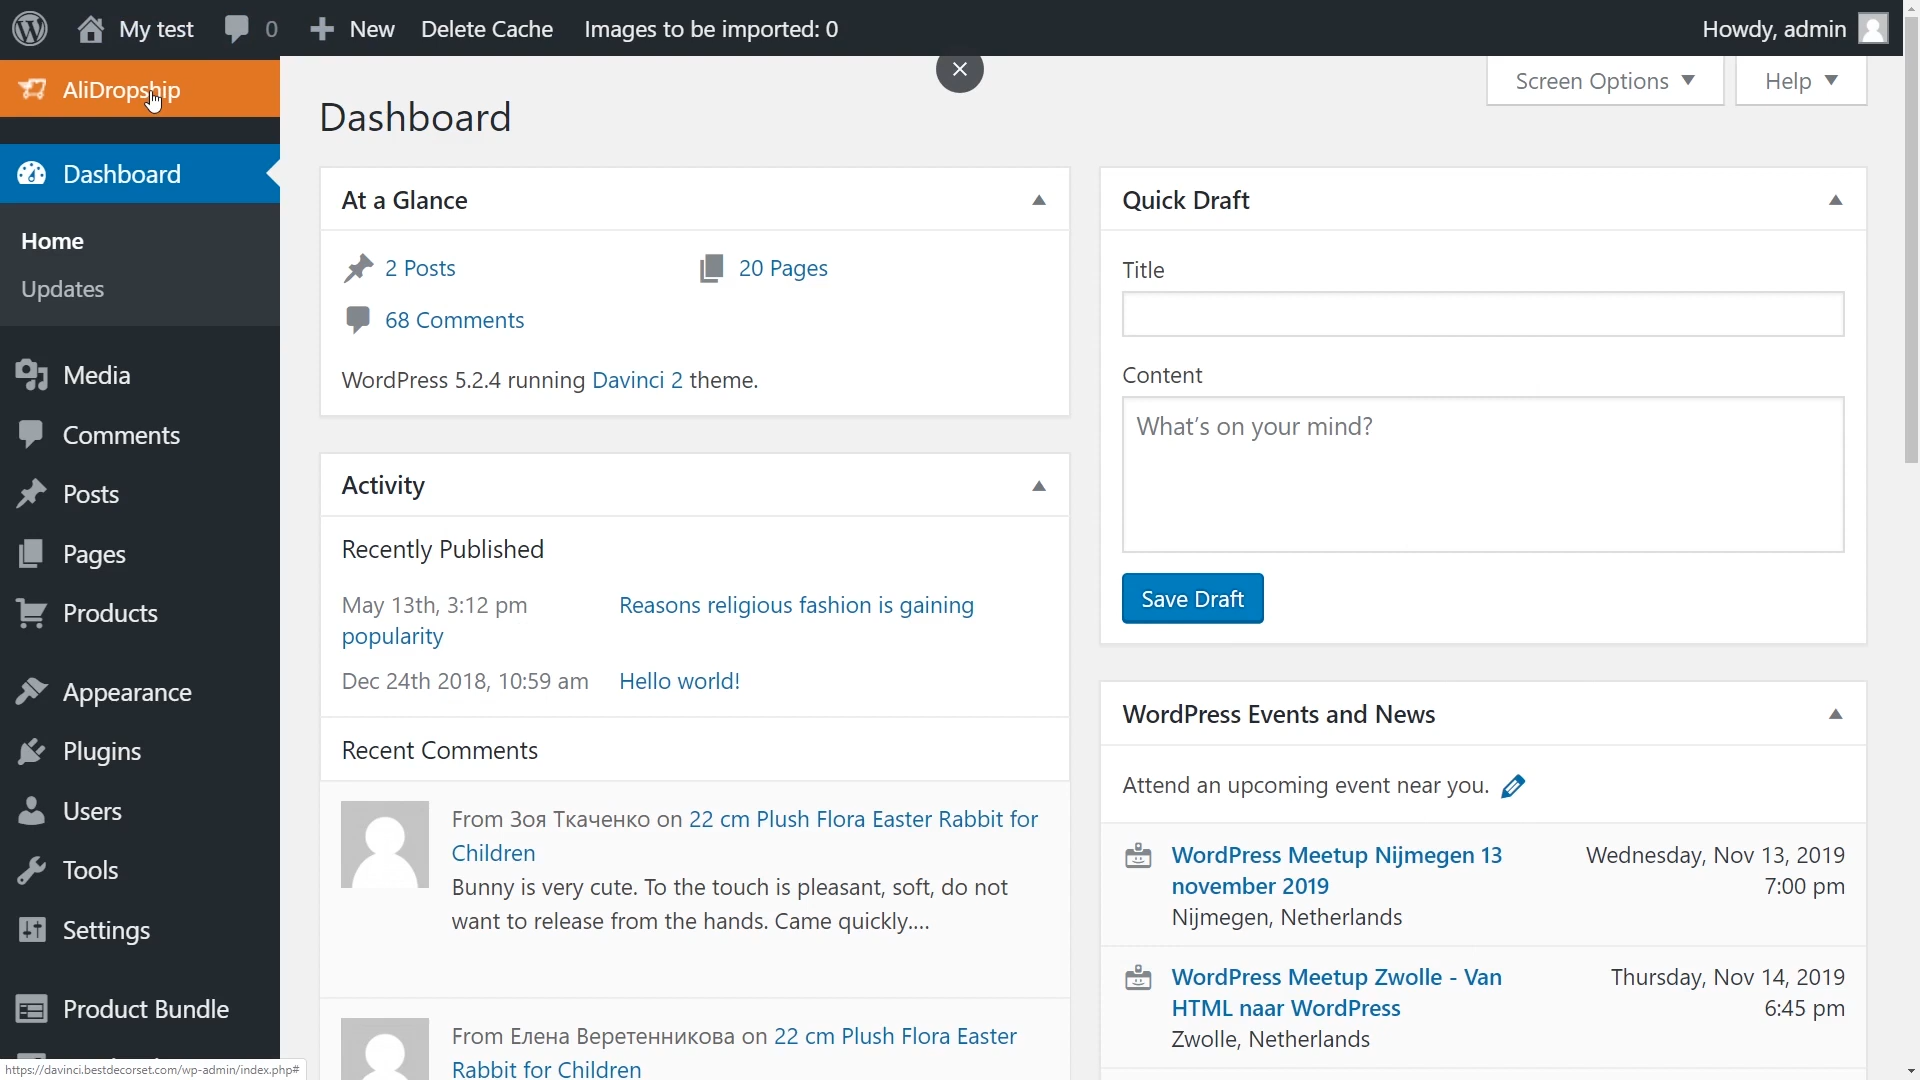 My test 0 New Delete Cache Images to be imported: 0 Howdy, admin
AliDropship
Dashboard
Home
Updates
Media
Comments
Posts
Pages
Products
Appearance
Plugins
Users
Tools
Settings
Product Bundle
https://davinci.bestdecorset.com/wp-admin/index.php#
Screen Options Help
Dashboard
At a Glance
2 Posts 20 Pages
68 Comments
WordPress 5.2.4 running Davinci 2 theme.
Activity
Recently Published
May 13th, 3:12 pm Reasons religious fashion is gaining
popularity
Dec 24th 2018, 10:59 am Hello world!
Recent Comments
From Зоя Ткаченко on 22 cm Plush Flora Easter Rabbit for
Children
Bunny is very cute. To the touch is pleasant, soft, do not
want to release from the hands. Came quickly....
From Елена Веретенникова on 22 cm Plush Flora Easter
Rabbit for Children
Quick Draft
Title
Content
What's on your mind?
Save Draft
WordPress Events and News
Attend an upcoming event near you.
WordPress Meetup Nijmegen 13 Wednesday, Nov 13, 2019
november 2019 7:00 pm
Nijmegen, Netherlands
WordPress Meetup Zwolle - Van Thursday, Nov 14, 2019
HTML naar WordPress 6:45 pm
Zwolle, Netherlands